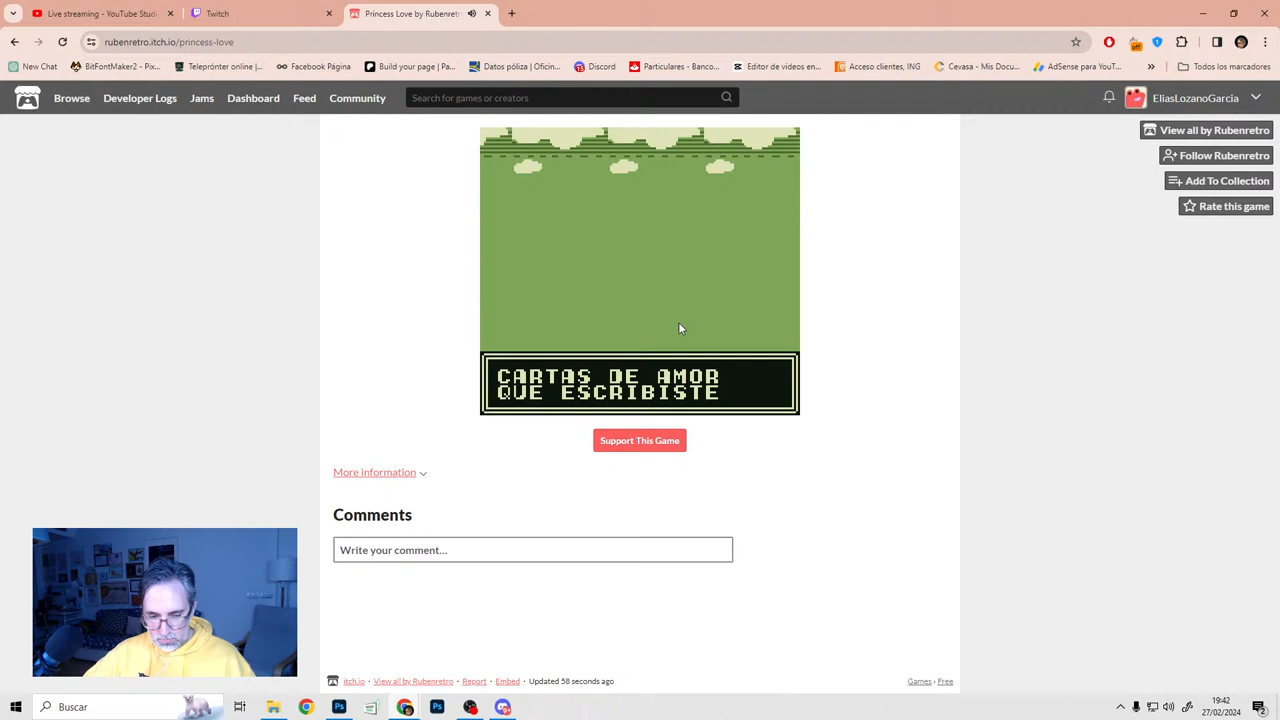 Live streaming - YouTube Studi
Twitch
Princess Love by Rubenretr
rubenretro.itch.io/princess-love
New Chat
BitFontMaker2 - Pix...
Teleprónter online |...
Facebook Página
Build your page | Pa...
Datos póliza | Oficin...
Discord
Particulares - Banco...
Editor de videos en...
Acceso clientes, ING
Cevasa - Mis Docu...
AdSense para YouT...
Todos los marcadores
Browse
Developer Logs
Jams
Dashboard
Feed
Community
Search for games or creators
EliasLozanoGarcia
View all by Rubenretro
Follow Rubenretro
Add To Collection
Rate this game
CARTAS DE AMOR
QUE ESCRIBISTE
Support This Game
More information
Comments
Write your comment...
itch.io · View all by Rubenretro · Report · Embed · Updated 58 seconds ago
Games › Free
Buscar
19:42
27/02/2024